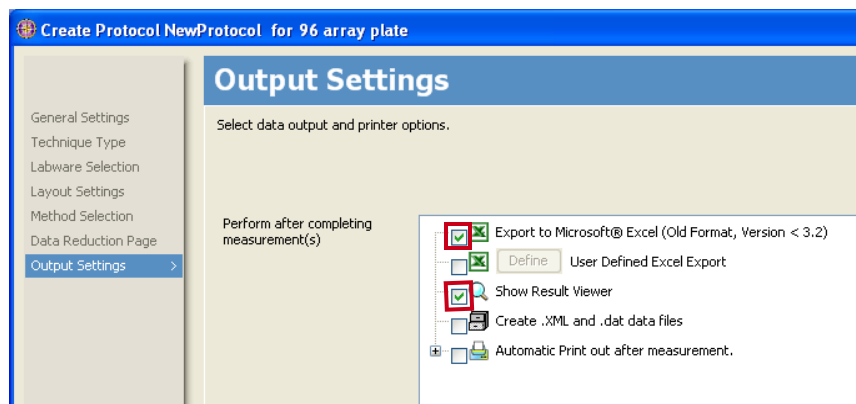 Create Protocol NewProtocol for 96 array plate
Output Settings
General Settings
Technique Type
Labware Selection
Layout Settings
Method Selection
Data Reduction Page
Output Settings >
Select data output and printer options.
Perform after completing
measurement(s)
Export to Microsoft® Excel (Old Format, Version < 3.2)
Define User Defined Excel Export
Show Result Viewer
Create .XML and .dat data files
Automatic Print out after measurement.